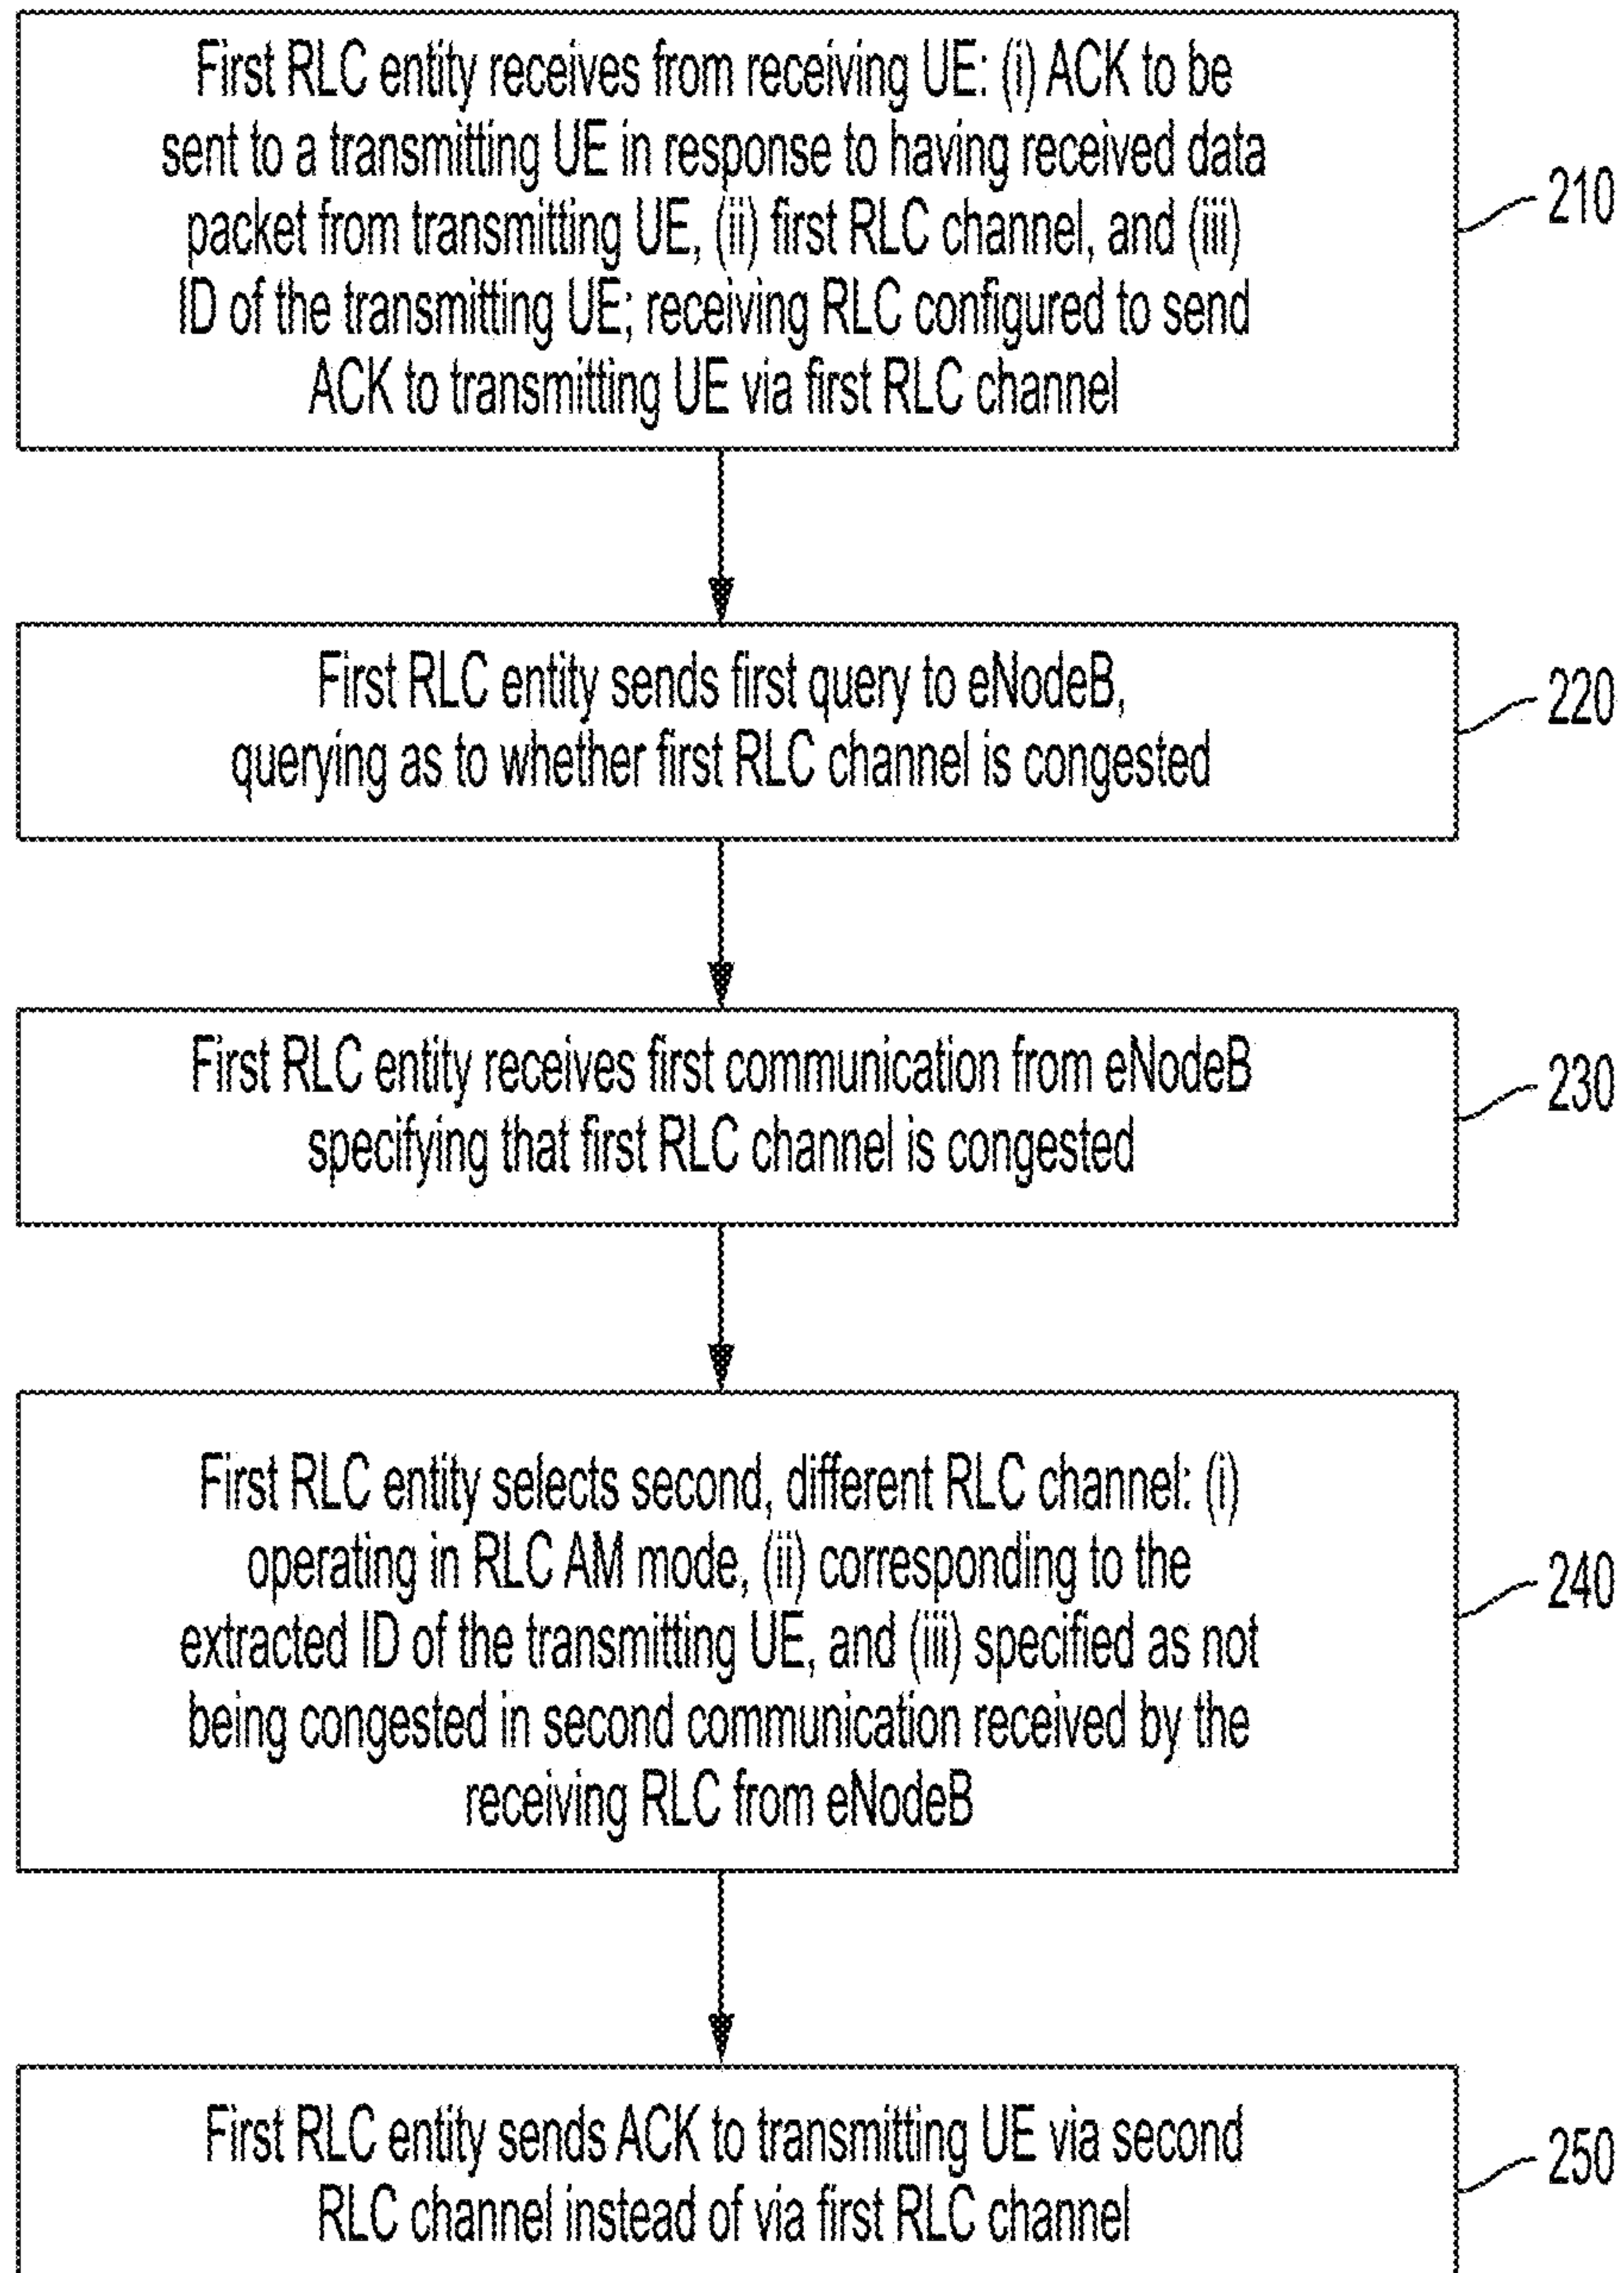 First RLC entity receives from receiving UE: (i) ACK to be
sent to a transmitting UE in response to having received data
packet from transmitting UE, (ii) first RLC channel, and (iii)
ID of the transmitting UE; receiving RLC configured to send
ACK to transmitting UE via first RLC channel
210
First RLC entity sends first query to eNodeB,
querying as to whether first RLC channel is congested
220
First RLC entity receives first communication from eNodeB
specifying that first RLC channel is congested
230
First RLC entity selects second, different RLC channel: (i)
operating in RLC AM mode, (ii) corresponding to the
extracted ID of the transmitting UE, and (iii) specified as not
being congested in second communication received by the
receiving RLC from eNodeB
240
First RLC entity sends ACK to transmitting UE via second
RLC channel instead of via first RLC channel
250